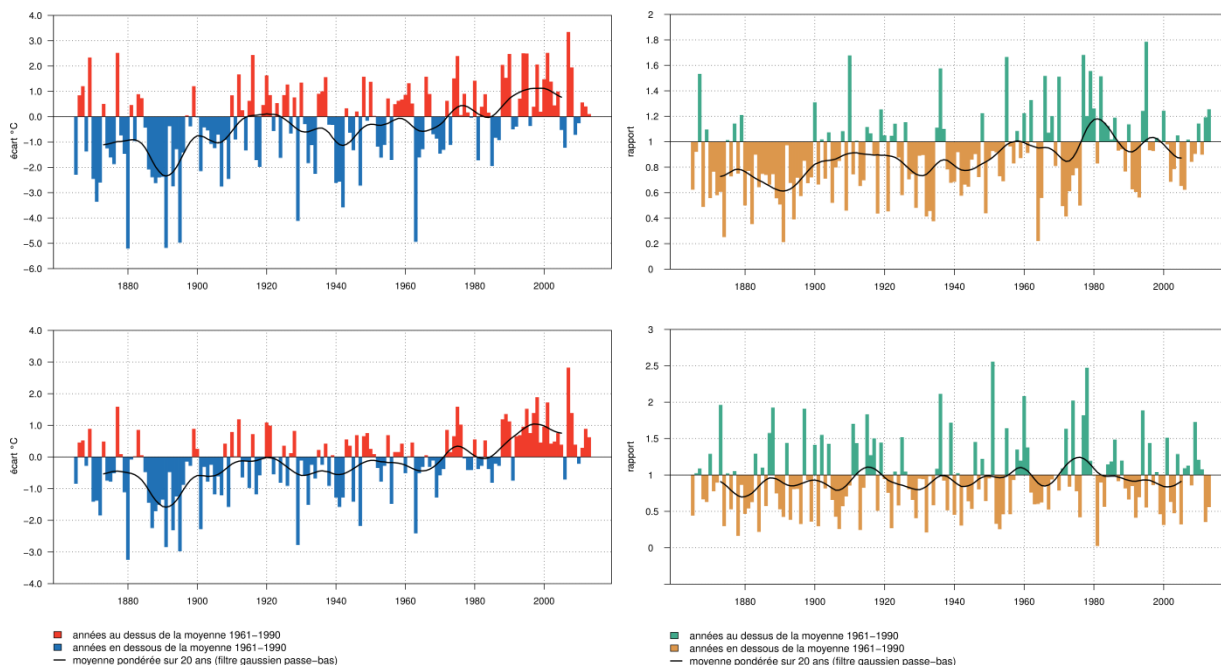 4.0
3.0
2.0
1.0
0.0
-1.0
-2.0
-3.0
-4.0
-5.0
-6.0
écart °C
1880 1900 1920 1940 1960 1980 2000
2
1.8
1.6
1.4
1.2
1
0.8
0.6
0.4
0.2
0
rapport
1880 1900 1920 1940 1960 1980 2000
4.0
3.0
2.0
1.0
0.0
-1.0
-2.0
-3.0
-4.0
écart °C
1880 1900 1920 1940 1960 1980 2000
3
2.5
2
1.5
1
0.5
0
rapport
1880 1900 1920 1940 1960 1980 2000
années au dessus de la moyenne 1961−1990
années en dessous de la moyenne 1961−1990
moyenne pondérée sur 20 ans (filtre gaussien passe−bas)
années au dessus de la moyenne 1961−1990
années en dessous de la moyenne 1961−1990
moyenne pondérée sur 20 ans (filtre gaussien passe−bas)